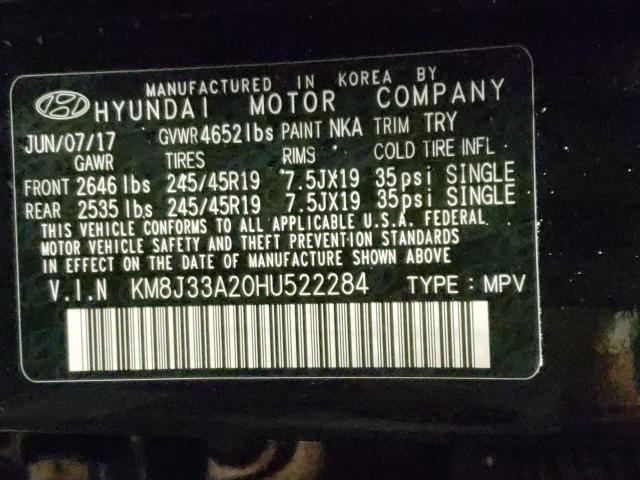 MANUFACTURED IN KOREA BY
HYUNDAI MOTOR COMPANY
JUN/07/17 GVWR 4652 lbs PAINT NKA TRIM TRY
GAWR TIRES RIMS COLD TIRE INFL
FRONT 2646 lbs 245/45R19 7.5JX19 35psi SINGLE
REAR 2535 lbs 245/45R19 7.5JX19 35psi SINGLE
THIS VEHICLE CONFORMS TO ALL APPLICABLE U.S.A. FEDERAL
MOTOR VEHICLE SAFETY AND THEFT PREVENTION STANDARDS
IN EFFECT ON THE DATE OF MANUFACTURE SHOWN ABOVE
V.I.N KM8J33A20HU522284 TYPE : MPV